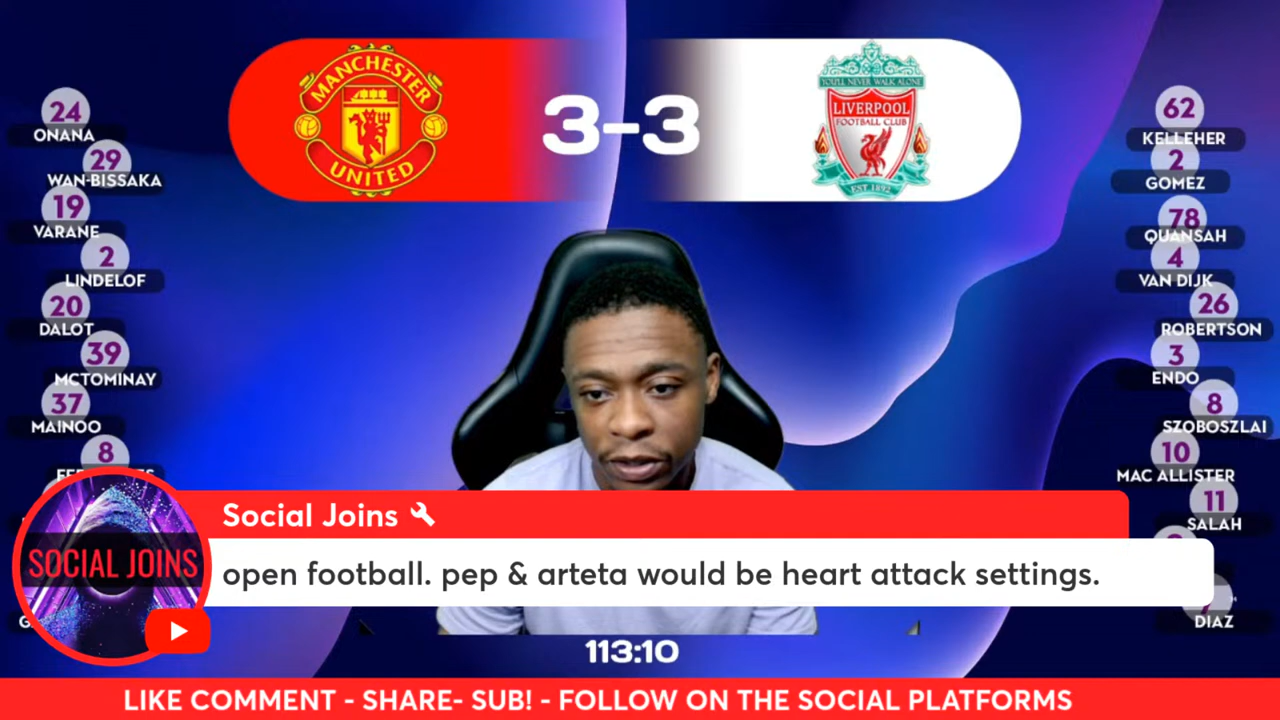 MANCHESTER
UNITED
3-3
YOU'LL NEVER WALK ALONE
LIVERPOOL
FOOTBALL CLUB
EST·1892
24
ONANA
29
WAN-BISSAKA
19
VARANE
2
LINDELOF
20
DALOT
39
MCTOMINAY
37
MAINOO
8
62
KELLEHER
2
GOMEZ
78
QUANSAH
4
VAN DIJK
26
ROBERTSON
3
ENDO
8
SZOBOSZLAI
10
MAC ALLISTER
11
SALAH
DIAZ
SOCIAL JOINS
Social Joins
open football. pep & arteta would be heart attack settings.
113:10
LIKE COMMENT - SHARE- SUB! - FOLLOW ON THE SOCIAL PLATFORMS